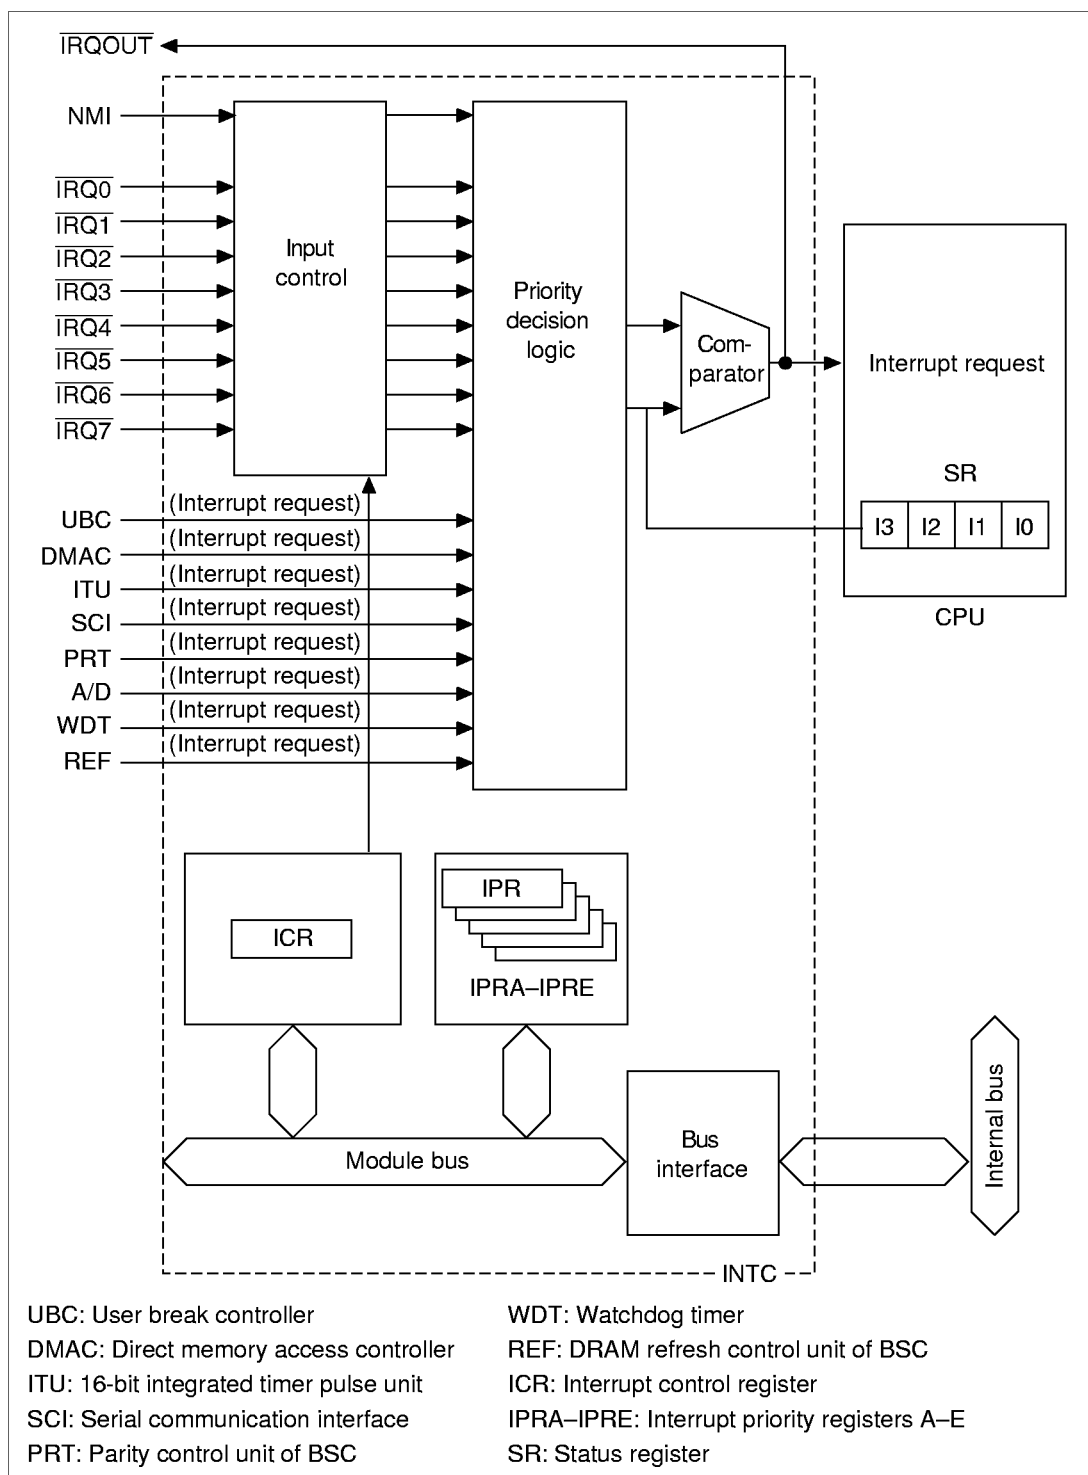 IRQOUT
NMI
IRQ0
IRQ1
IRQ2
IRQ3
IRQ4
IRQ5
IRQ6
IRQ7
Input
control
Priority
decision
logic
Com-
parator
Interrupt request
SR
I3 I2 I1 I0
CPU
UBC
(Interrupt request)
DMAC
(Interrupt request)
ITU
(Interrupt request)
SCI
(Interrupt request)
PRT
(Interrupt request)
A/D
(Interrupt request)
WDT
(Interrupt request)
REF
(Interrupt request)
ICR
IPR
IPRA–IPRE
Module bus
Bus
interface
Internal bus
INTC
UBC: User break controller
DMAC: Direct memory access controller
ITU: 16-bit integrated timer pulse unit
SCI: Serial communication interface
PRT: Parity control unit of BSC
WDT: Watchdog timer
REF: DRAM refresh control unit of BSC
ICR: Interrupt control register
IPRA–IPRE: Interrupt priority registers A–E
SR: Status register